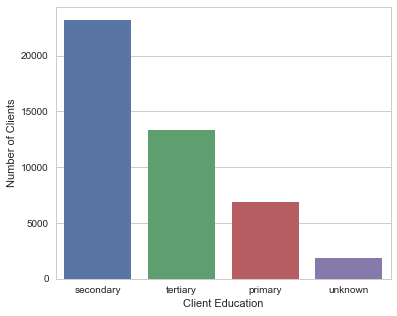 20000
15000
10000
5000
0
Number of Clients
secondary tertiary primary unknown
Client Education